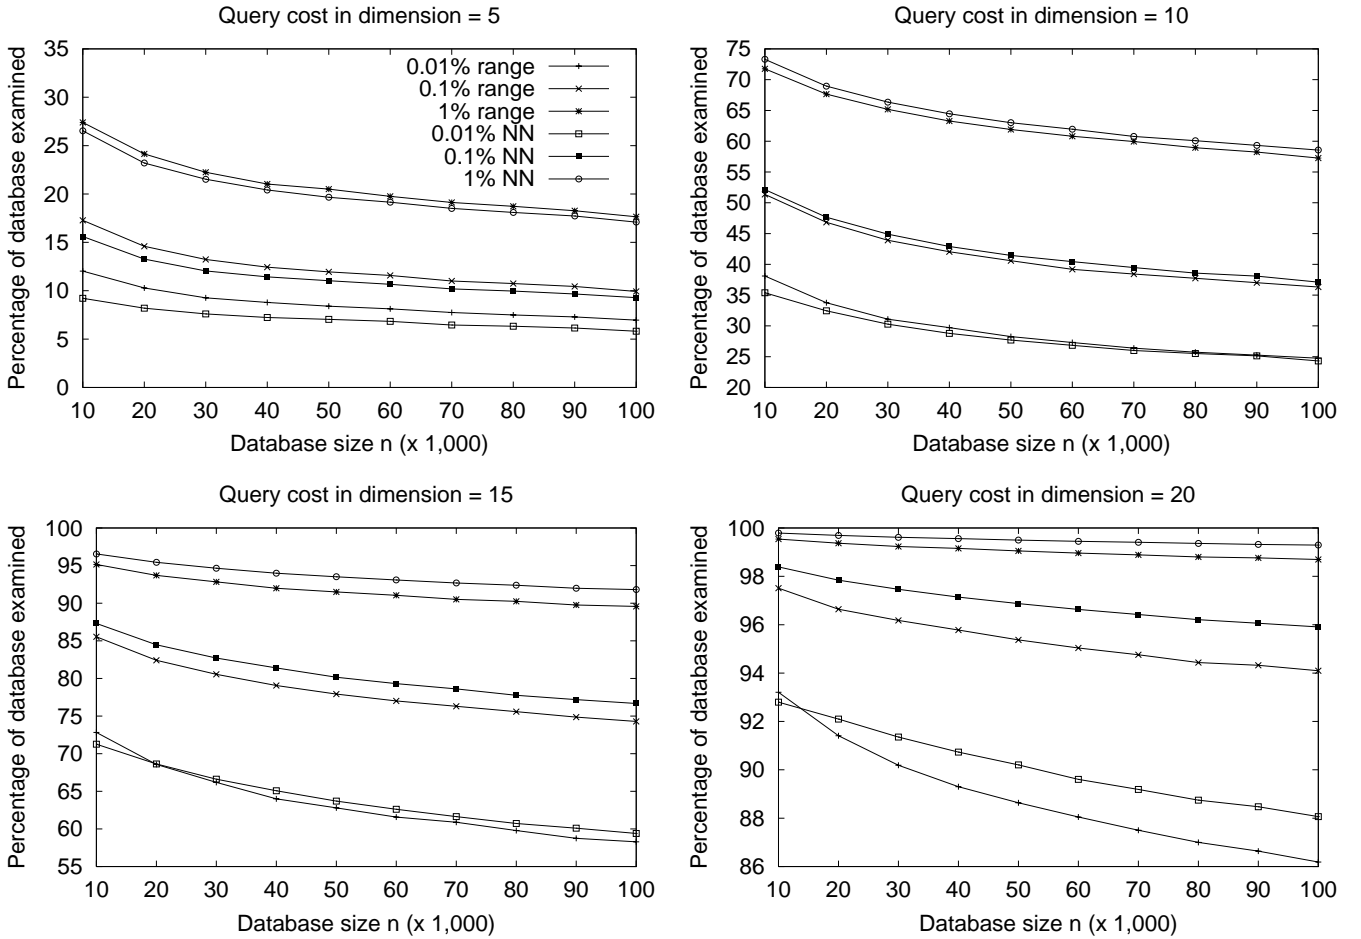 Query cost in dimension = 5
Percentage of database examined
35
30
25
20
15
10
5
0
0.01% range
0.1% range
1% range
0.01% NN
0.1% NN
1% NN
10 20 30 40 50 60 70 80 90 100
Database size n (x 1,000)
Query cost in dimension = 10
Percentage of database examined
75
70
65
60
55
50
45
40
35
30
25
20
10 20 30 40 50 60 70 80 90 100
Database size n (x 1,000)
Query cost in dimension = 15
Percentage of database examined
100
95
90
85
80
75
70
65
60
55
10 20 30 40 50 60 70 80 90 100
Database size n (x 1,000)
Query cost in dimension = 20
Percentage of database examined
100
98
96
94
92
90
88
86
10 20 30 40 50 60 70 80 90 100
Database size n (x 1,000)